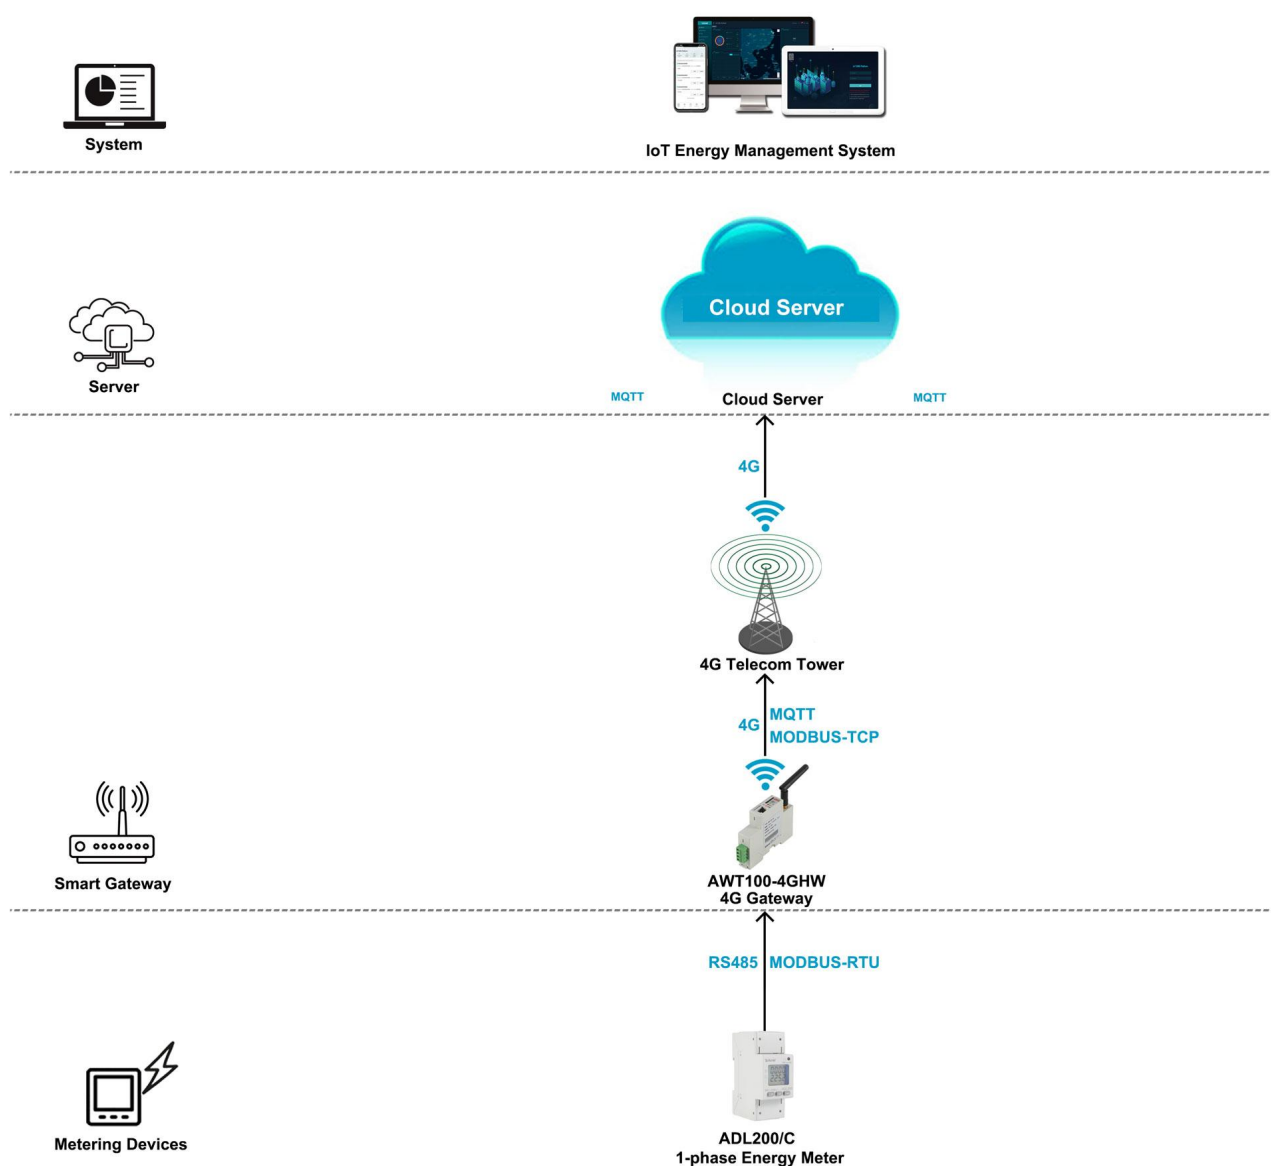 System
IoT Energy Management System
Cloud Server
Server
MQTT
Cloud Server
MQTT
4G
4G Telecom Tower
4G
MQTT
MODBUS-TCP
Smart Gateway
AWT100-4GHW
4G Gateway
RS485
MODBUS-RTU
Metering Devices
ADL200/C
1-phase Energy Meter